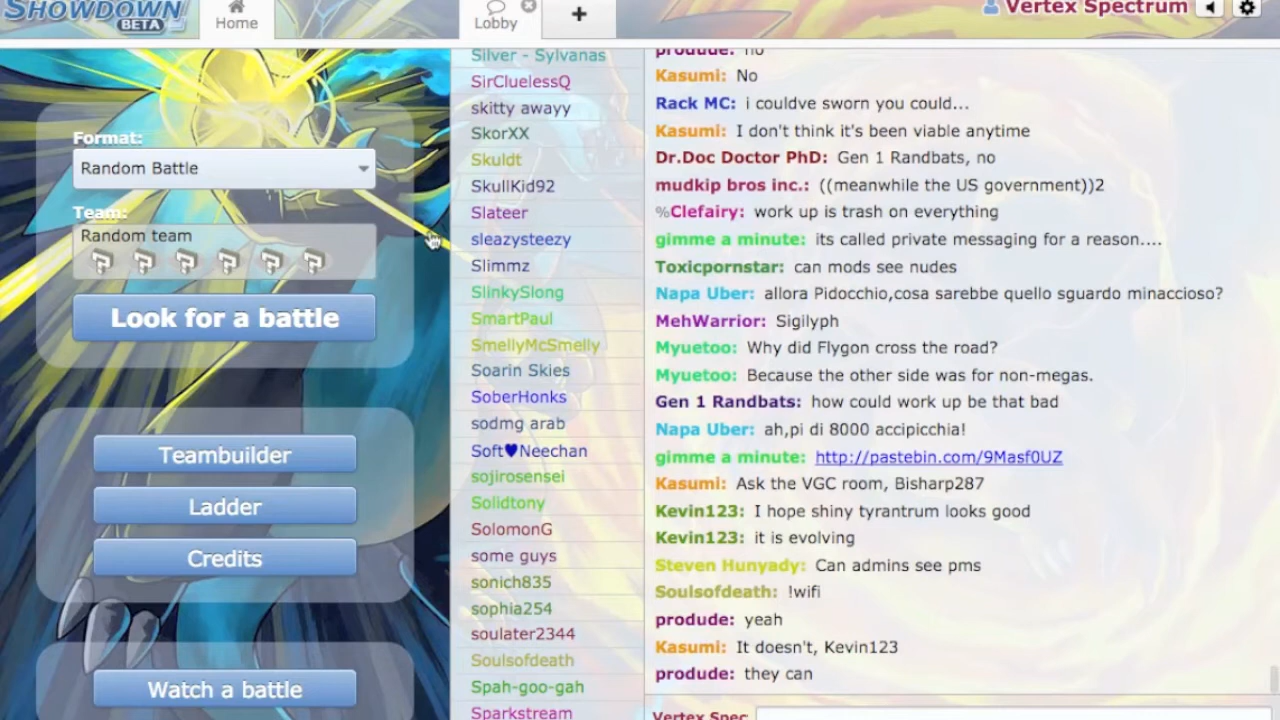 SHOWDOWN
BETA
Home
Lobby
+
Vertex Spectrum
Format:
Random Battle
Team:
Random team
Look for a battle
Teambuilder
Ladder
Credits
Watch a battle
Silver - Sylvanas
SirCluelessQ
skitty awayy
SkorXX
Skuldt
SkullKid92
Slateer
sleazysteezy
Slimmz
SlinkySlong
SmartPaul
SmellyMcSmelly
Soarin Skies
SoberHonks
sodmg arab
Soft♥Neechan
sojirosensei
Solidtony
SolomonG
some guys
sonich835
sophia254
soulater2344
Soulsofdeath
Spah-goo-gah
Sparkstream
produde: no
Kasumi: No
Rack MC: i couldve sworn you could...
Kasumi: I don't think it's been viable anytime
Dr.Doc Doctor PhD: Gen 1 Randbats, no
mudkip bros inc.: ((meanwhile the US government))2
%Clefairy: work up is trash on everything
gimme a minute: its called private messaging for a reason....
Toxicpornstar: can mods see nudes
Napa Uber: allora Pidocchio,cosa sarebbe quello sguardo minaccioso?
MehWarrior: Sigilyph
Myuetoo: Why did Flygon cross the road?
Myuetoo: Because the other side was for non-megas.
Gen 1 Randbats: how could work up be that bad
Napa Uber: ah,pi di 8000 accipicchia!
gimme a minute: http://pastebin.com/9Masf0UZ
Kasumi: Ask the VGC room, Bisharp287
Kevin123: I hope shiny tyrantrum looks good
Kevin123: it is evolving
Steven Hunyady: Can admins see pms
Soulsofdeath: !wifi
produde: yeah
Kasumi: It doesn't, Kevin123
produde: they can
Vertex Spec: